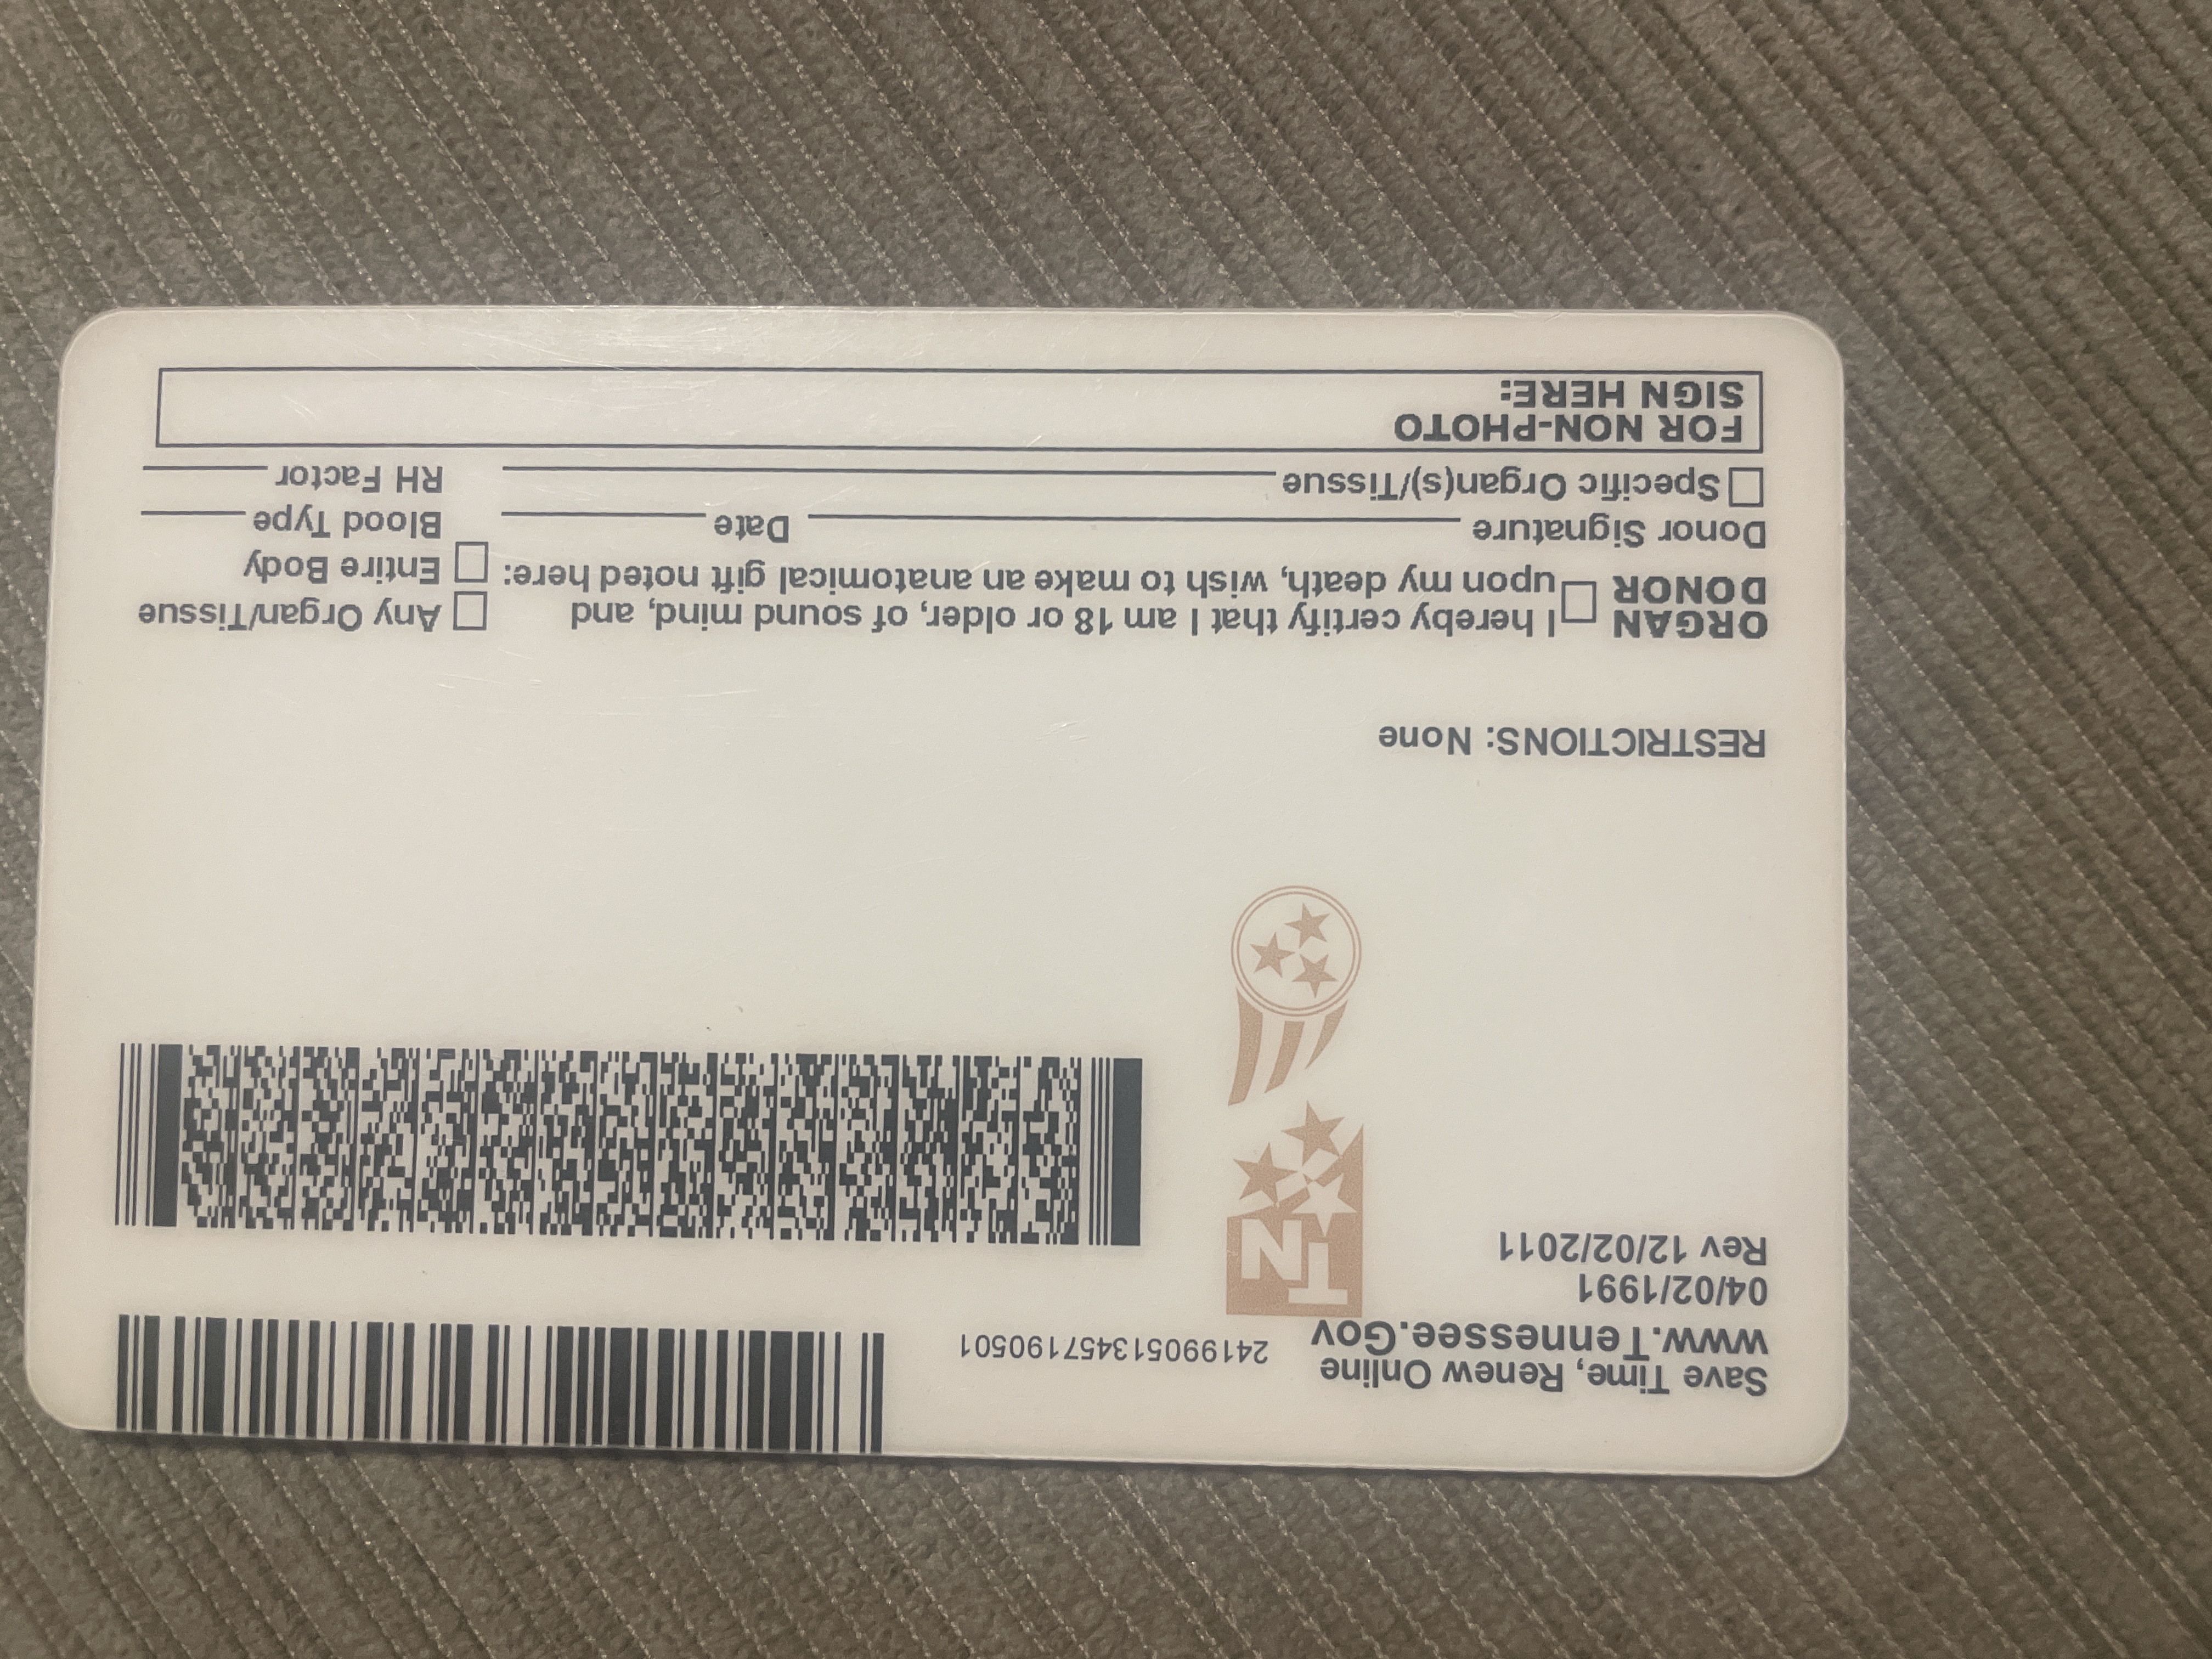 Save Time, Renew Online
www.Tennessee.Gov
2419905134571​90501
04/02/1991
Rev 12/02/2011
TN
RESTRICTIONS: None
ORGAN DONOR
I hereby certify that I am 18 or older, of sound mind, and
upon my death, wish to make an anatomical gift noted here:
Any Organ/Tissue
Entire Body
Donor Signature Date
Blood Type
Specific Organ(s)/Tissue
RH Factor
FOR NON-PHOTO
SIGN HERE: